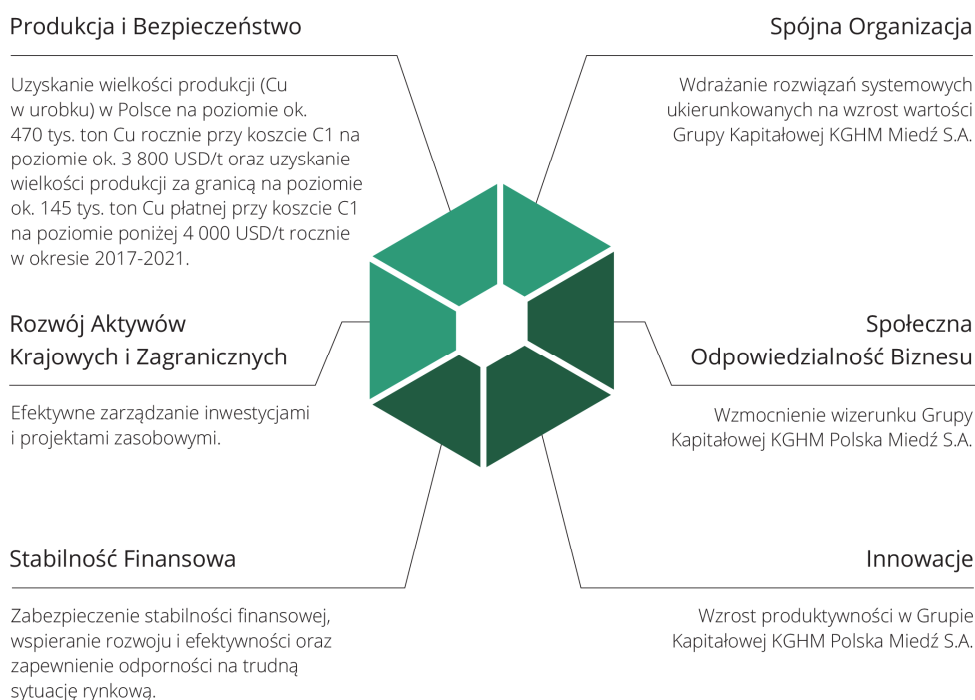 Produkcja i Bezpieczeństwo
Uzyskanie wielkości produkcji (Cu
w urobku) w Polsce na poziomie ok.
470 tys. ton Cu rocznie przy koszcie C1 na
poziomie ok. 3 800 USD/t oraz uzyskanie
wielkości produkcji za granicą na poziomie
ok. 145 tys. ton Cu płatnej przy koszcie C1
na poziomie poniżej 4 000 USD/t rocznie
w okresie 2017-2021.
Spójna Organizacja
Wdrażanie rozwiązań systemowych
ukierunkowanych na wzrost wartości
Grupy Kapitałowej KGHM Miedź S.A.
Rozwój Aktywów
Krajowych i Zagranicznych
Efektywne zarządzanie inwestycjami
i projektami zasobowymi.
Społeczna
Odpowiedzialność Biznesu
Wzmocnienie wizerunku Grupy
Kapitałowej KGHM Polska Miedź S.A.
Stabilność Finansowa
Zabezpieczenie stabilności finansowej,
wspieranie rozwoju i efektywności oraz
zapewnienie odporności na trudną
sytuację rynkową.
Innowacje
Wzrost produktywności w Grupie
Kapitałowej KGHM Polska Miedź S.A.